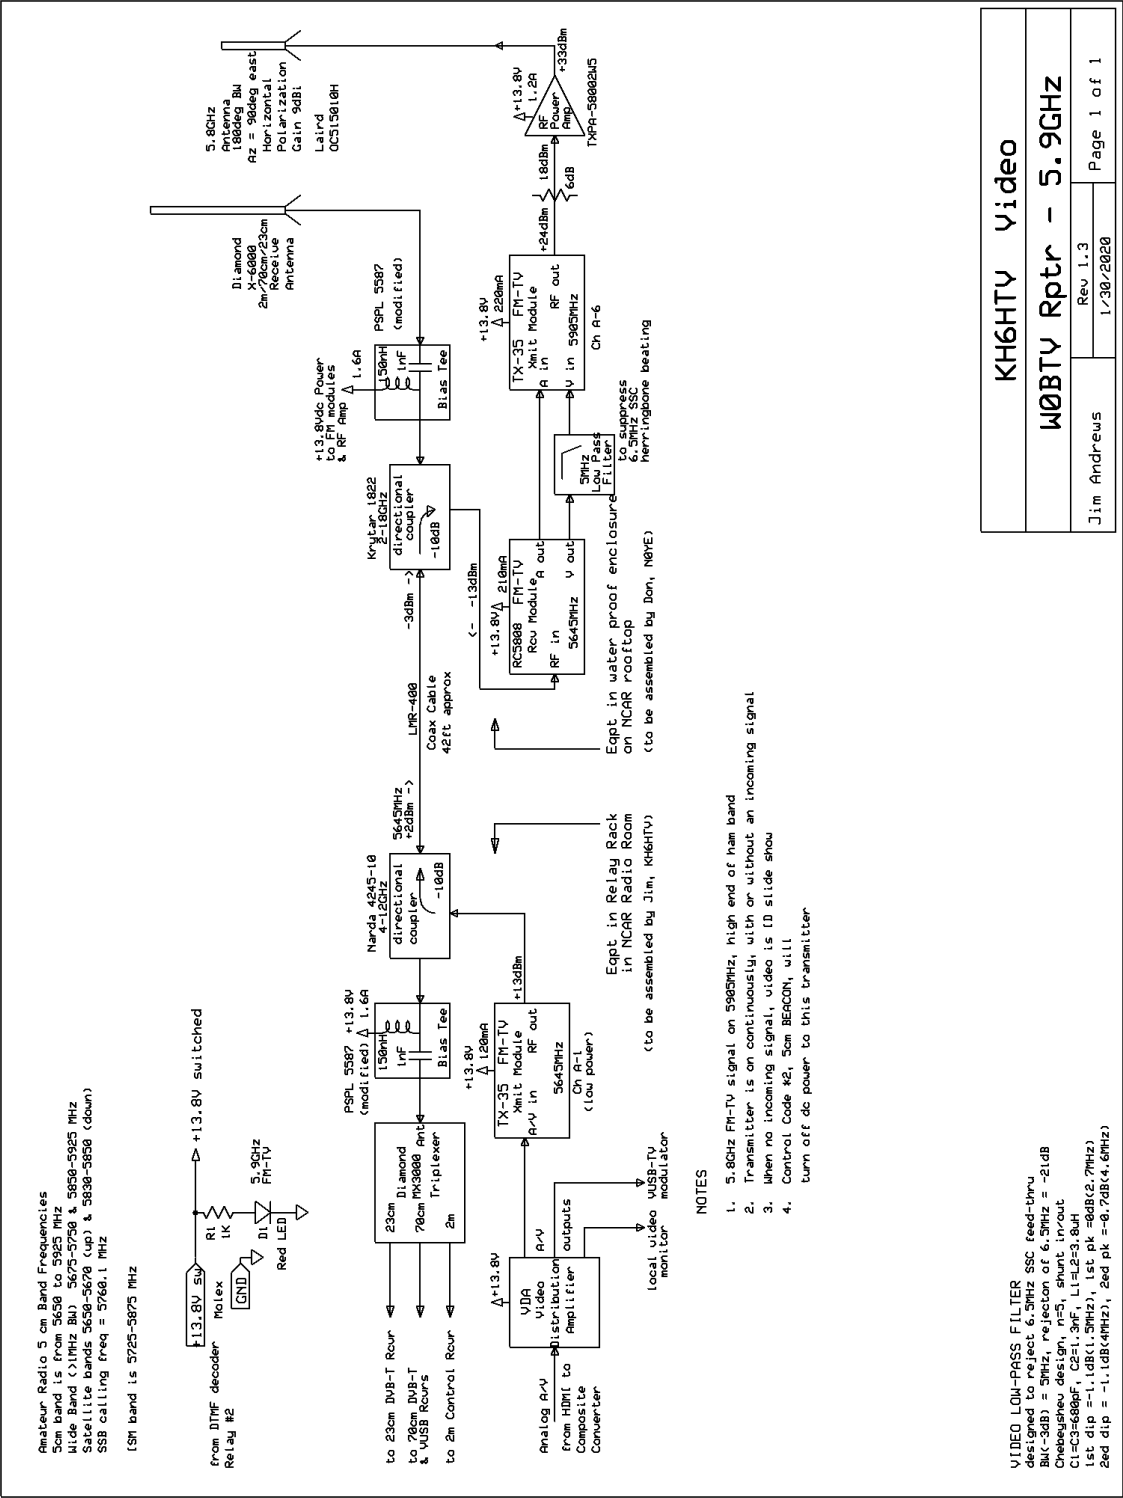 Amateur Radio 5 cm Band Frequencies
5cm band is from 5650 to 5925 MHz
Wide Band (>1MHz BW) 5675-5750 & 5850-5925 MHz
Satellite bands 5650-5670 (up) & 5830-5850 (down)
SSB calling freq = 5760.1 MHz
ISM band is 5725-5875 MHz
+13.8V sw
+13.8V switched
Molex
GND
R1
1K
D1
Red LED
5.9GHz
FM-TV
from DTMF decoder
Relay #2
5.8GHz
Antenna
180deg BW
Az = 90deg east
Horizontal
Polarization
Gain 9dBi
Laird
OC515010H
Diamond
X-6000
2m/70cm/23cm
Receive
Antenna
+13.8Vdc Power
to FM modules
& RF Amp
1.6A
PSPL 5587
(modified)
150nH
1nF
Bias Tee
Krytar 1822
2-18GHz
directional
coupler
-10dB
-3dBm ->
<- -13dBm
LMR-400
Coax Cable
42ft approx
5645MHz
+2dBm ->
Narda 4245-10
4-12GHz
directional
coupler
-10dB
PSPL 5587
(modified)
+13.8V
1.6A
150nH
1nF
Bias Tee
23cm
Diamond
70cm MX3000 Ant
Triplexer
2m
to 23cm DVB-T Rcvr
to 70cm DVB-T
& VUSB Rcvrs
to 2m Control Rcvr
+13.8V
120mA
TX-35 FM-TV
Xmit Module
A/V in RF out
5645MHz
Ch A-1
(low power)
+13dBm
+13.8V
VDA
Video
Distribution
Amplifier
A/V
outputs
Analog A/V
from HDMI to
Composite
Converter
local video
monitor
VUSB-TV
modulator
+13.8V
210mA
RC5808 FM-TV
Rcv Module
A out
RF in
5645MHz
V out
5MHz
Low Pass
Filter
to suppress
6.5MHz SSC
herringbone beating
+13.8V
220mA
TX-35 FM-TV
Xmit Module
A in
RF out
V in 5905MHz
Ch A-6
+24dBm
18dBm
6dB
+13.8V
1.2A
RF
Power
Amp
TXPA-58002W5
+33dBm
Eqpt in water proof enclosure
on NCAR rooftop
(to be assembled by Don, N0YE)
Eqpt in Relay Rack
in NCAR Radio Room
(to be assembled by Jim, KH6HTV)
NOTES
1. 5.8GHz FM-TV signal on 5905MHz, high end of ham band
2. Transmitter is on continuously, with or without an incoming signal
3. When no incoming signal, video is ID slide show
4. Control Code #2, 5cm BEACON, will
turn off dc power to this transmitter
VIDEO LOW-PASS FILTER
designed to reject 6.5MHz SSC feed-thru
BW(-3dB) = 5MHz, rejecton of 6.5MHz = -21dB
Chebeyshev design, n=5, shunt in/out
C1=C3=680pF, C2=1.3nF, L1=L2=3.8uH
1st dip =-1.1dB(1.5MHz), 1st pk =0dB(2.7MHz)
2ed dip = -1.1dB(4MHz), 2ed pk =-0.7dB(4.6MHz)
KH6HTV Video
W0BTV Rptr - 5.9GHz
Jim Andrews
Rev 1.3
1/30/2020
Page 1 of 1